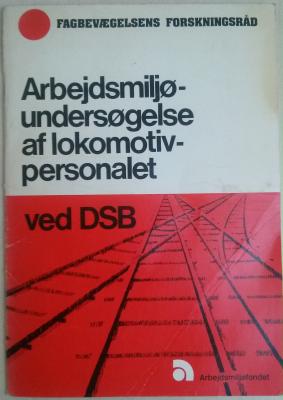 FAGBEVÆGELSENS FORSKNINGSRÅD
Arbejdsmiljø-
undersøgelse
af lokomotiv-
personalet
ved DSB
Arbejdsmiljøfondet